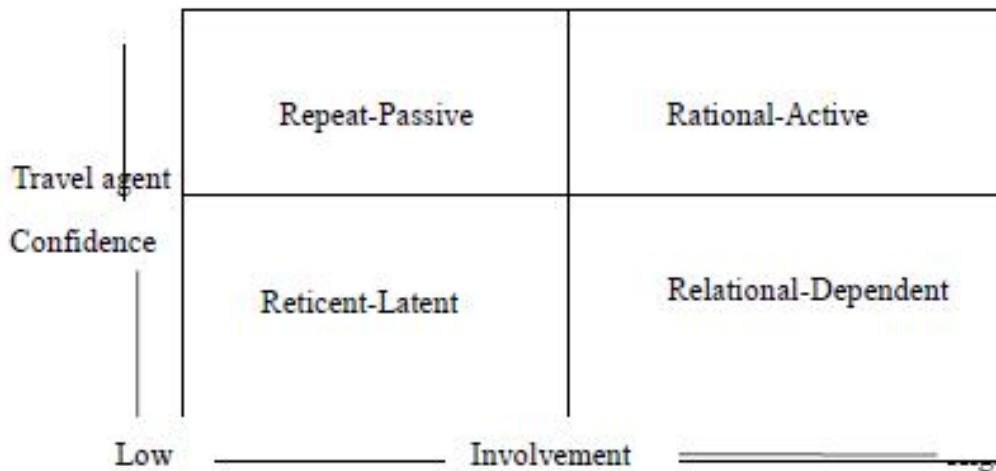 Repeat-Passive Rational-Active
Travel agent
Confidence
Reticent-Latent Relational-Dependent
Low Involvement